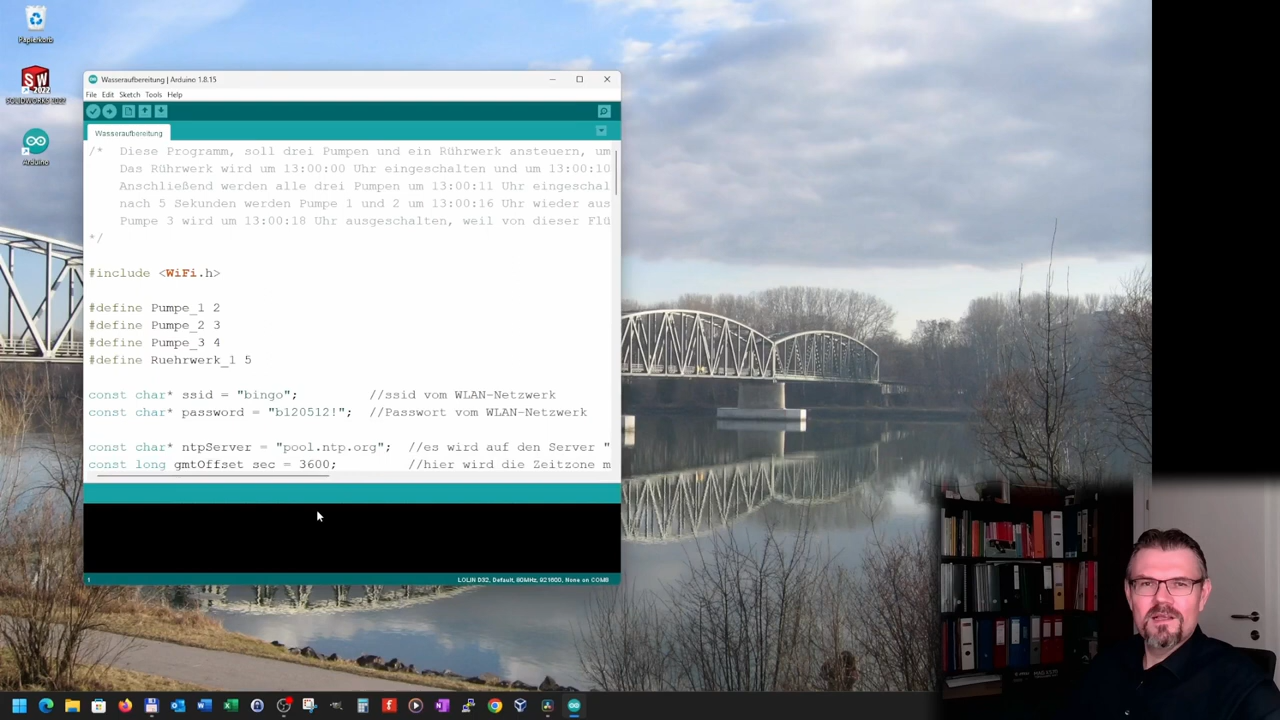 Papierkorb
SW
2022
SOLIDWORKS 2022
Arduino
Wasseraufbereitung | Arduino 1.8.15
File Edit Sketch Tools Help
Wasseraufbereitung
/* Diese Programm, soll drei Pumpen und ein Rührwerk ansteuern, um
Das Rührwerk wird um 13:00:00 Uhr eingeschalten und um 13:00:10
Anschließend werden alle drei Pumpen um 13:00:11 Uhr eingeschal
nach 5 Sekunden werden Pumpe 1 und 2 um 13:00:16 Uhr wieder aus
Pumpe 3 wird um 13:00:18 Uhr ausgeschalten, weil von dieser Flü
*/
#include <WiFi.h>
#define Pumpe_1 2
#define Pumpe_2 3
#define Pumpe_3 4
#define Ruehrwerk_1 5
const char* ssid = "bingo"; //ssid vom WLAN-Netzwerk
const char* password = "bl20512!"; //Passwort vom WLAN-Netzwerk
const char* ntpServer = "pool.ntp.org"; //es wird auf den Server "
const long gmtOffset_sec = 3600; //hier wird die Zeitzone m
1 LOLIN D32, Default, 80MHz, 921600, None on COM8